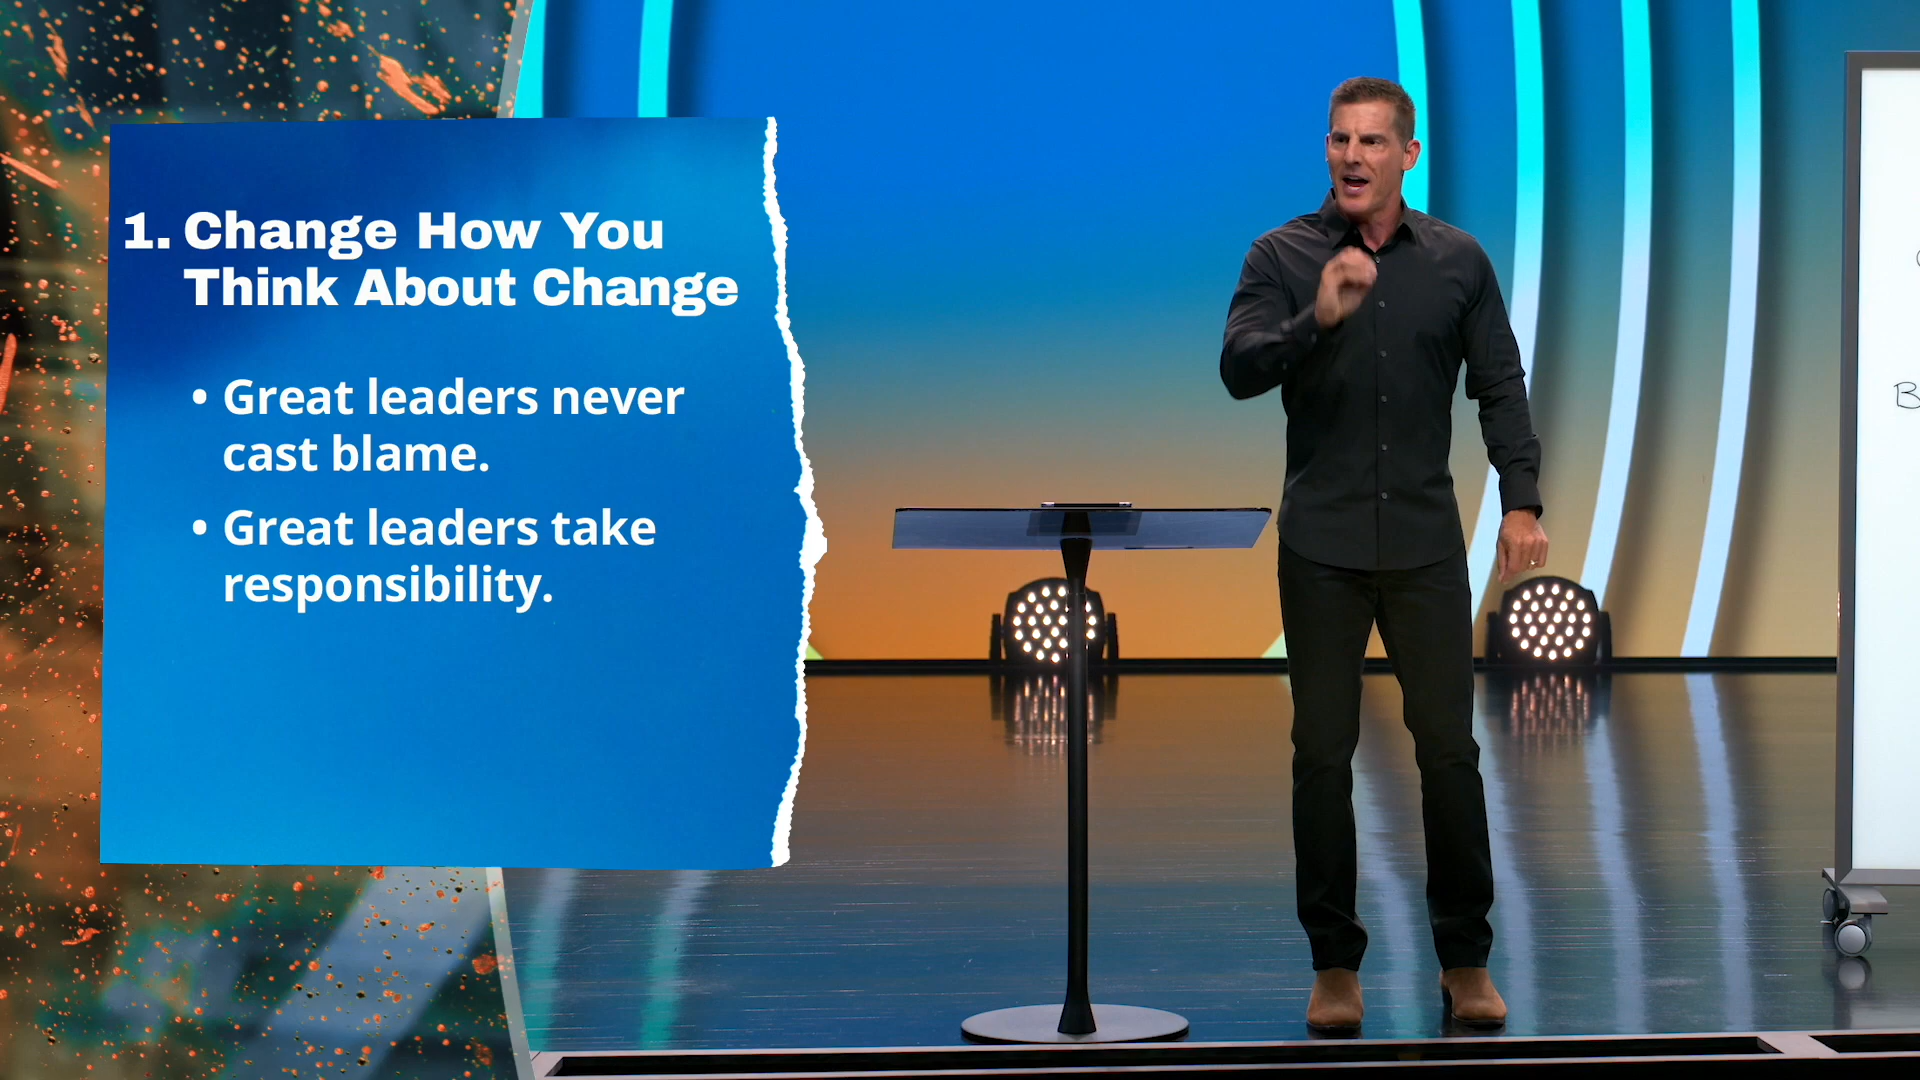 1. Change How You
Think About Change
• Great leaders never
cast blame.
• Great leaders take
responsibility.
B